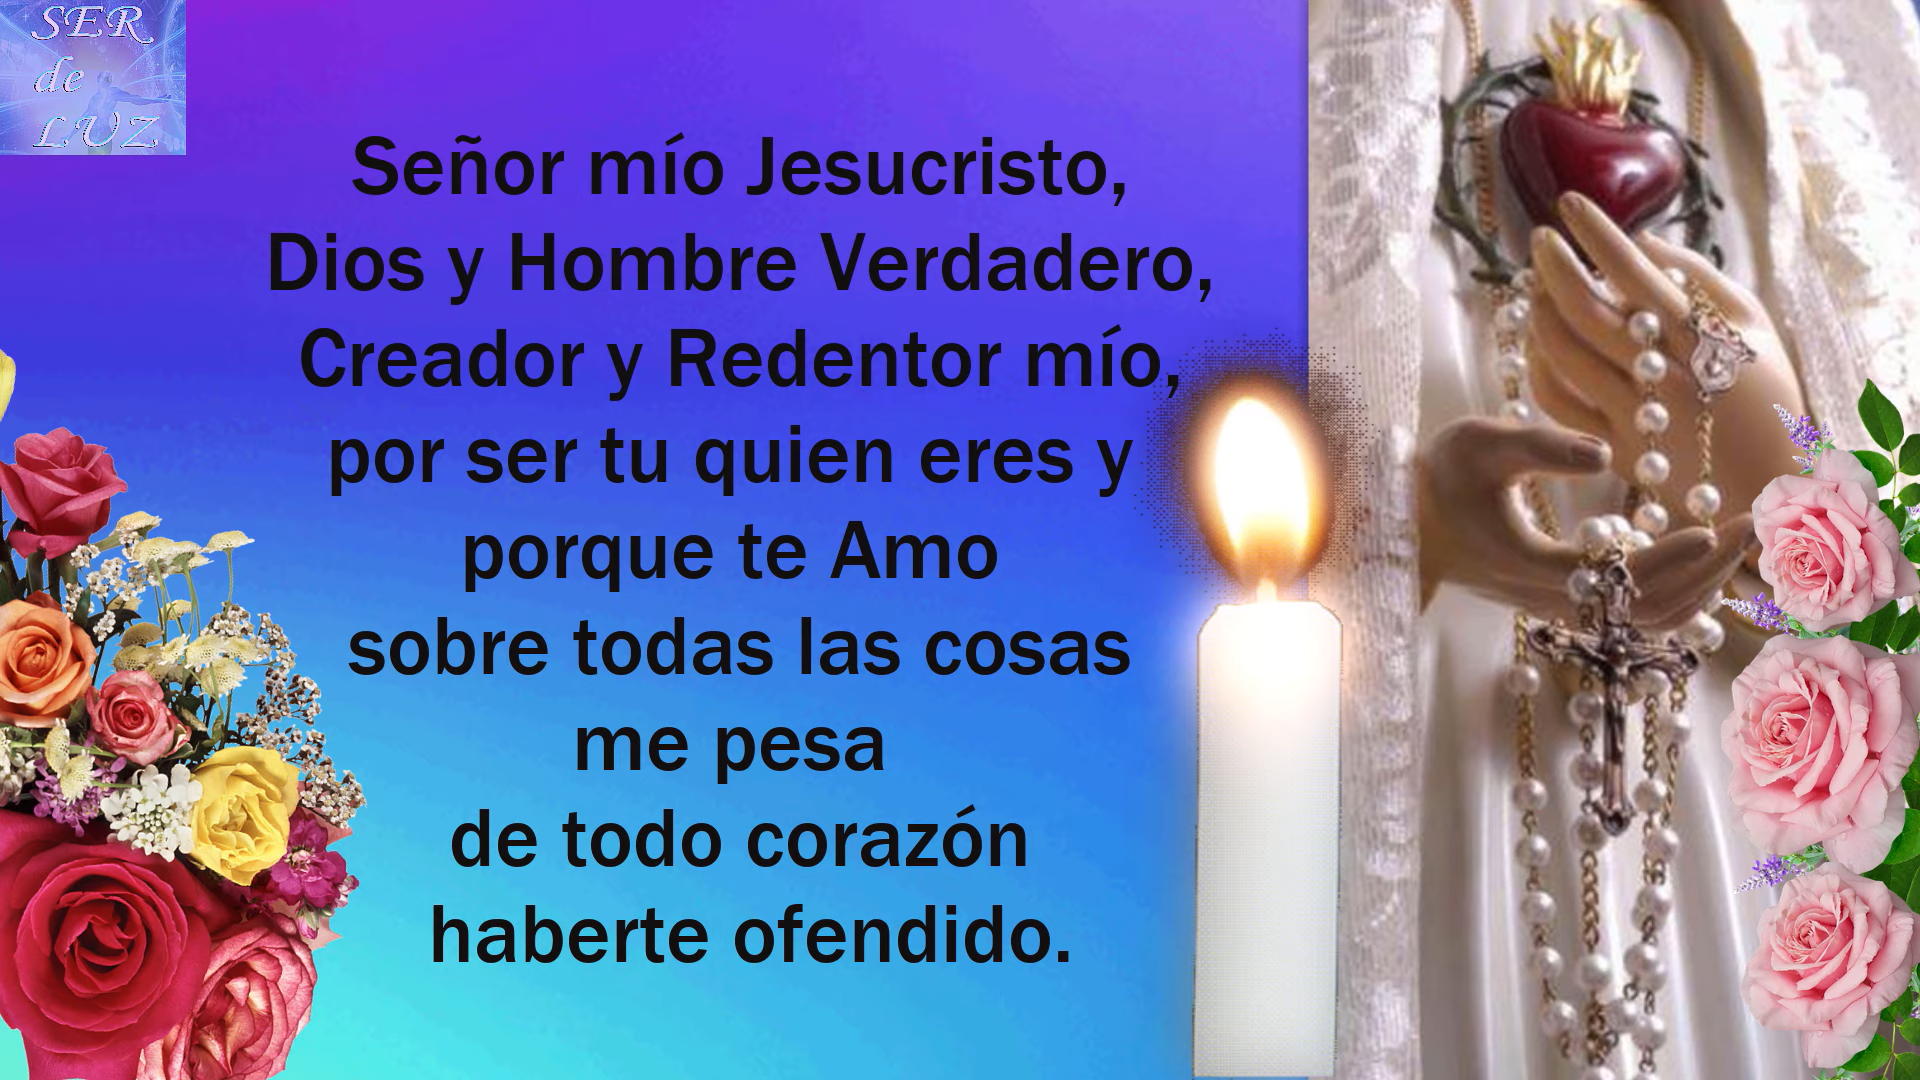 SER
de
LUZ
Señor mío Jesucristo,
Dios y Hombre Verdadero,
Creador y Redentor mío,
por ser tu quien eres y
porque te Amo
sobre todas las cosas
me pesa
de todo corazón
haberte ofendido.